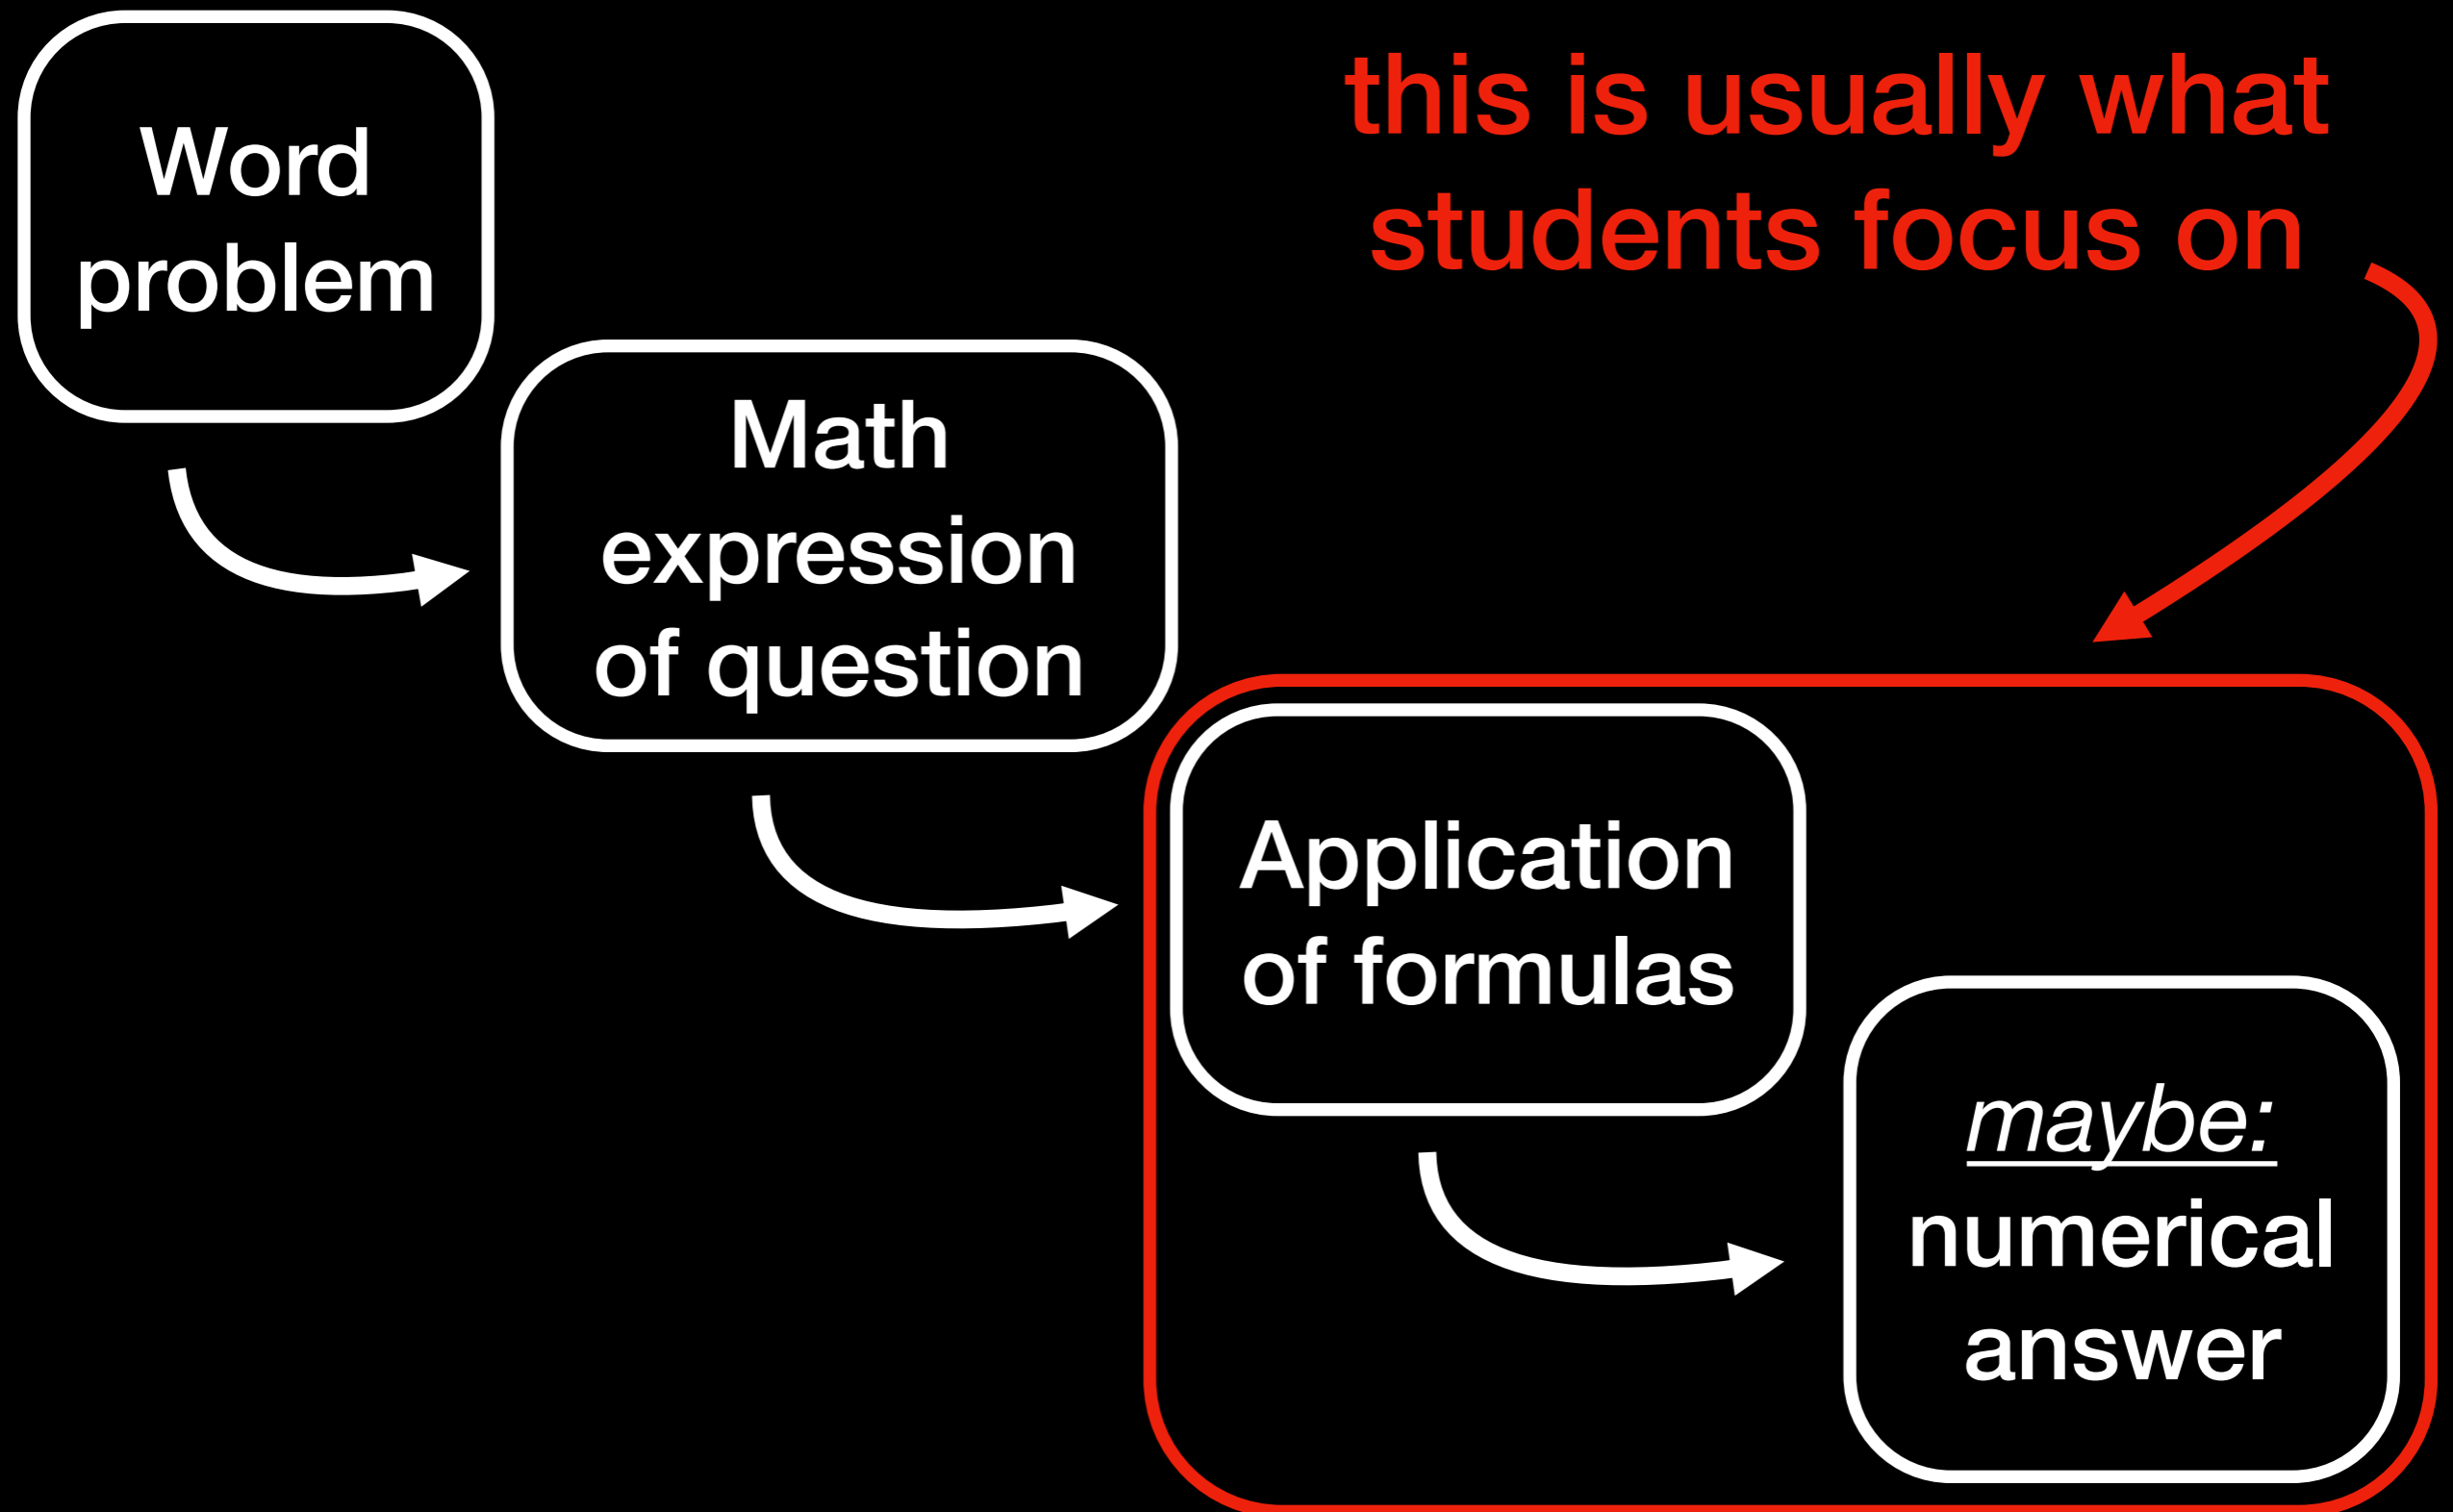 Word
problem
this is usually what
students focus on
Math
expression
of question
Application
of formulas
maybe:
numerical
answer